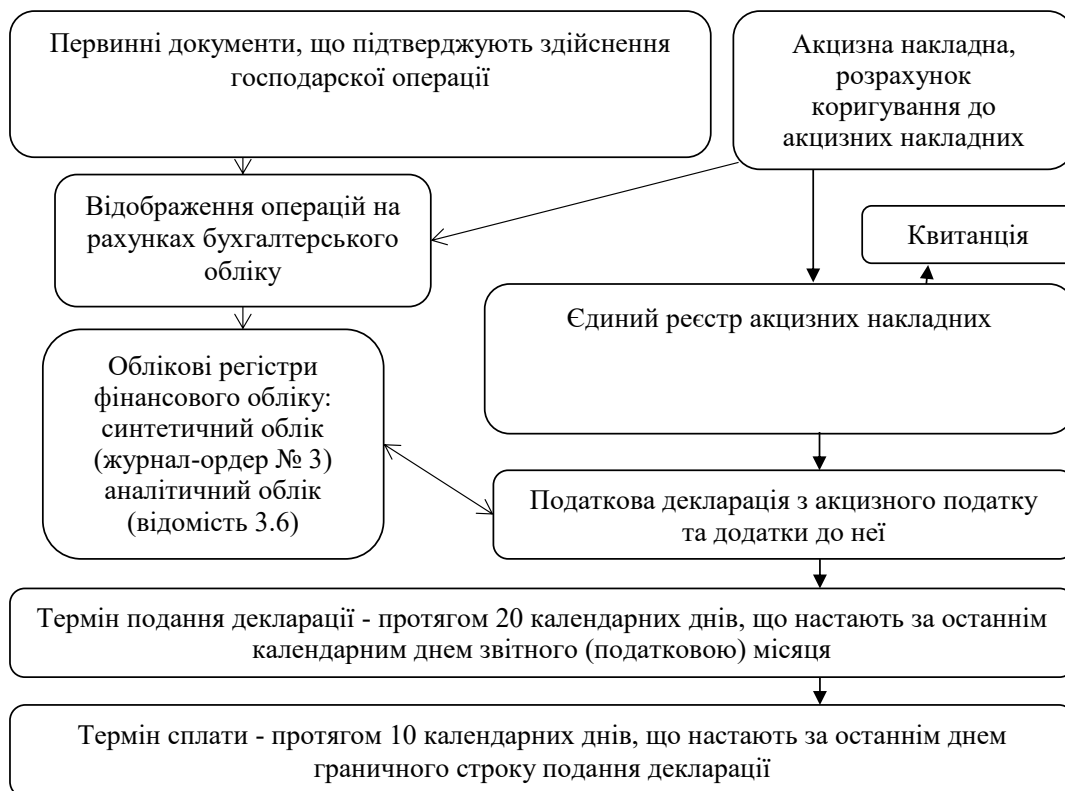 Первинні документи, що підтверджують здійснення
господарскої операції
Акцизна накладна,
розрахунок
коригування до
акцизних накладних
Відображення операцій на
рахунках бухгалтерського
обліку
Квитанція
Єдиний реєстр акцизних накладних
Облікові регістри
фінансового обліку:
синтетичний облік
(журнал-ордер № 3)
аналітичний облік
(відомість 3.6)
Податкова декларація з акцизного податку
та додатки до неї
Термін подання декларації - протягом 20 календарних днів, що настають за останнім
календарним днем звітного (податковою) місяця
Термін сплати - протягом 10 календарних днів, що настають за останнім днем
граничного строку подання декларації